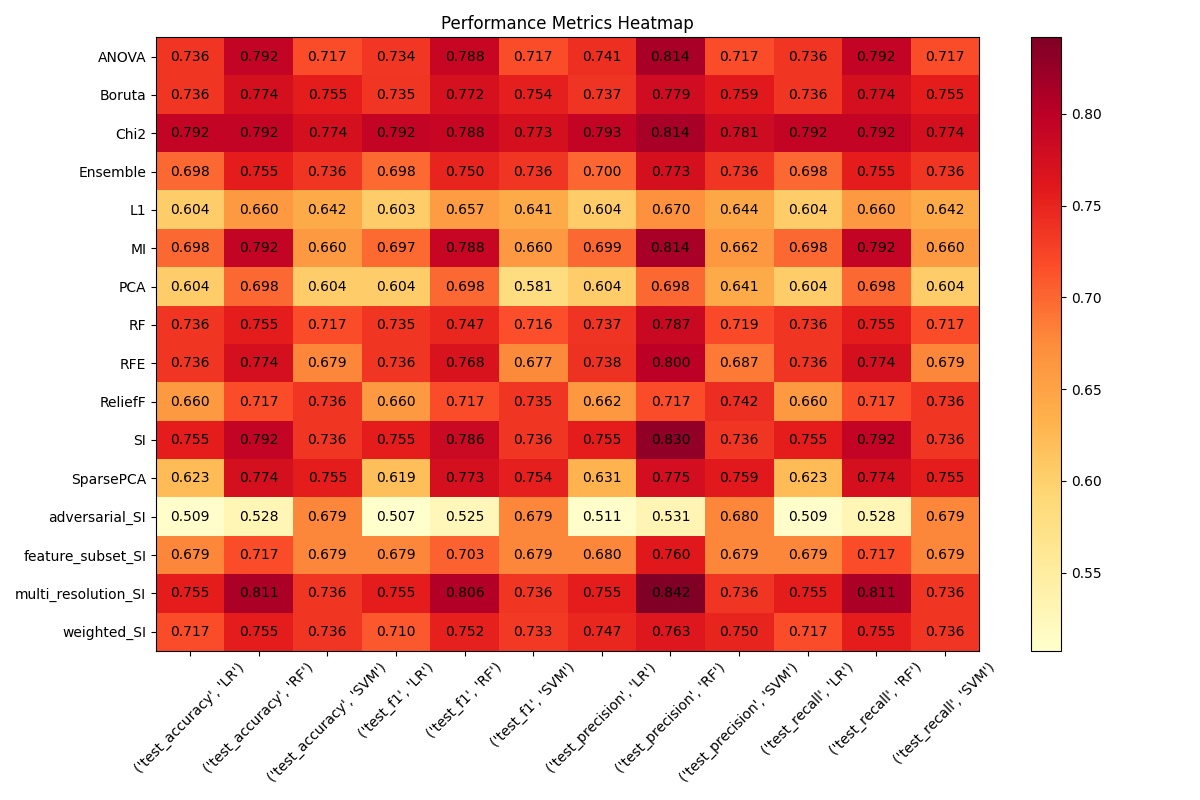 Performance Metrics Heatmap
ANOVA 0.736 0.792 0.717 0.734 0.788 0.717 0.741 0.814 0.717 0.736 0.792 0.717
Boruta 0.736 0.774 0.755 0.735 0.772 0.754 0.737 0.779 0.759 0.736 0.774 0.755
Chi2 0.792 0.792 0.774 0.792 0.788 0.773 0.793 0.814 0.781 0.792 0.792 0.774
Ensemble 0.698 0.755 0.736 0.698 0.750 0.736 0.700 0.773 0.736 0.698 0.755 0.736
L1 0.604 0.660 0.642 0.603 0.657 0.641 0.604 0.670 0.644 0.604 0.660 0.642
MI 0.698 0.792 0.660 0.697 0.788 0.660 0.699 0.814 0.662 0.698 0.792 0.660
PCA 0.604 0.698 0.604 0.604 0.698 0.581 0.604 0.698 0.641 0.604 0.698 0.604
RF 0.736 0.755 0.717 0.735 0.747 0.716 0.737 0.787 0.719 0.736 0.755 0.717
RFE 0.736 0.774 0.679 0.736 0.768 0.677 0.738 0.800 0.687 0.736 0.774 0.679
ReliefF 0.660 0.717 0.736 0.660 0.717 0.735 0.662 0.717 0.742 0.660 0.717 0.736
SI 0.755 0.792 0.736 0.755 0.786 0.736 0.755 0.830 0.736 0.755 0.792 0.736
SparsePCA 0.623 0.774 0.755 0.619 0.773 0.754 0.631 0.775 0.759 0.623 0.774 0.755
adversarial_SI 0.509 0.528 0.679 0.507 0.525 0.679 0.511 0.531 0.680 0.509 0.528 0.679
feature_subset_SI 0.679 0.717 0.679 0.679 0.703 0.679 0.680 0.760 0.679 0.679 0.717 0.679
multi_resolution_SI 0.755 0.811 0.736 0.755 0.806 0.736 0.755 0.842 0.736 0.755 0.811 0.736
weighted_SI 0.717 0.755 0.736 0.710 0.752 0.733 0.747 0.763 0.750 0.717 0.755 0.736
('test_accuracy', 'LR')
('test_accuracy', 'RF')
('test_accuracy', 'SVM')
('test_f1', 'LR')
('test_f1', 'RF')
('test_f1', 'SVM')
('test_precision', 'LR')
('test_precision', 'RF')
('test_precision', 'SVM')
('test_recall', 'LR')
('test_recall', 'RF')
('test_recall', 'SVM')
0.80
0.75
0.70
0.65
0.60
0.55